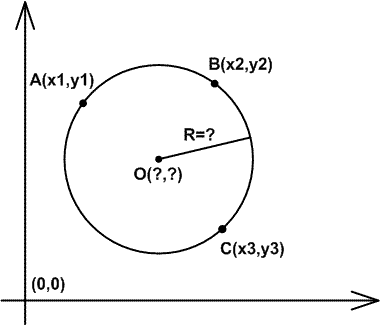 B(x2,y2)
A(x1,y1)
R=?
O(?,?)
C(x3,y3)
(0,0)